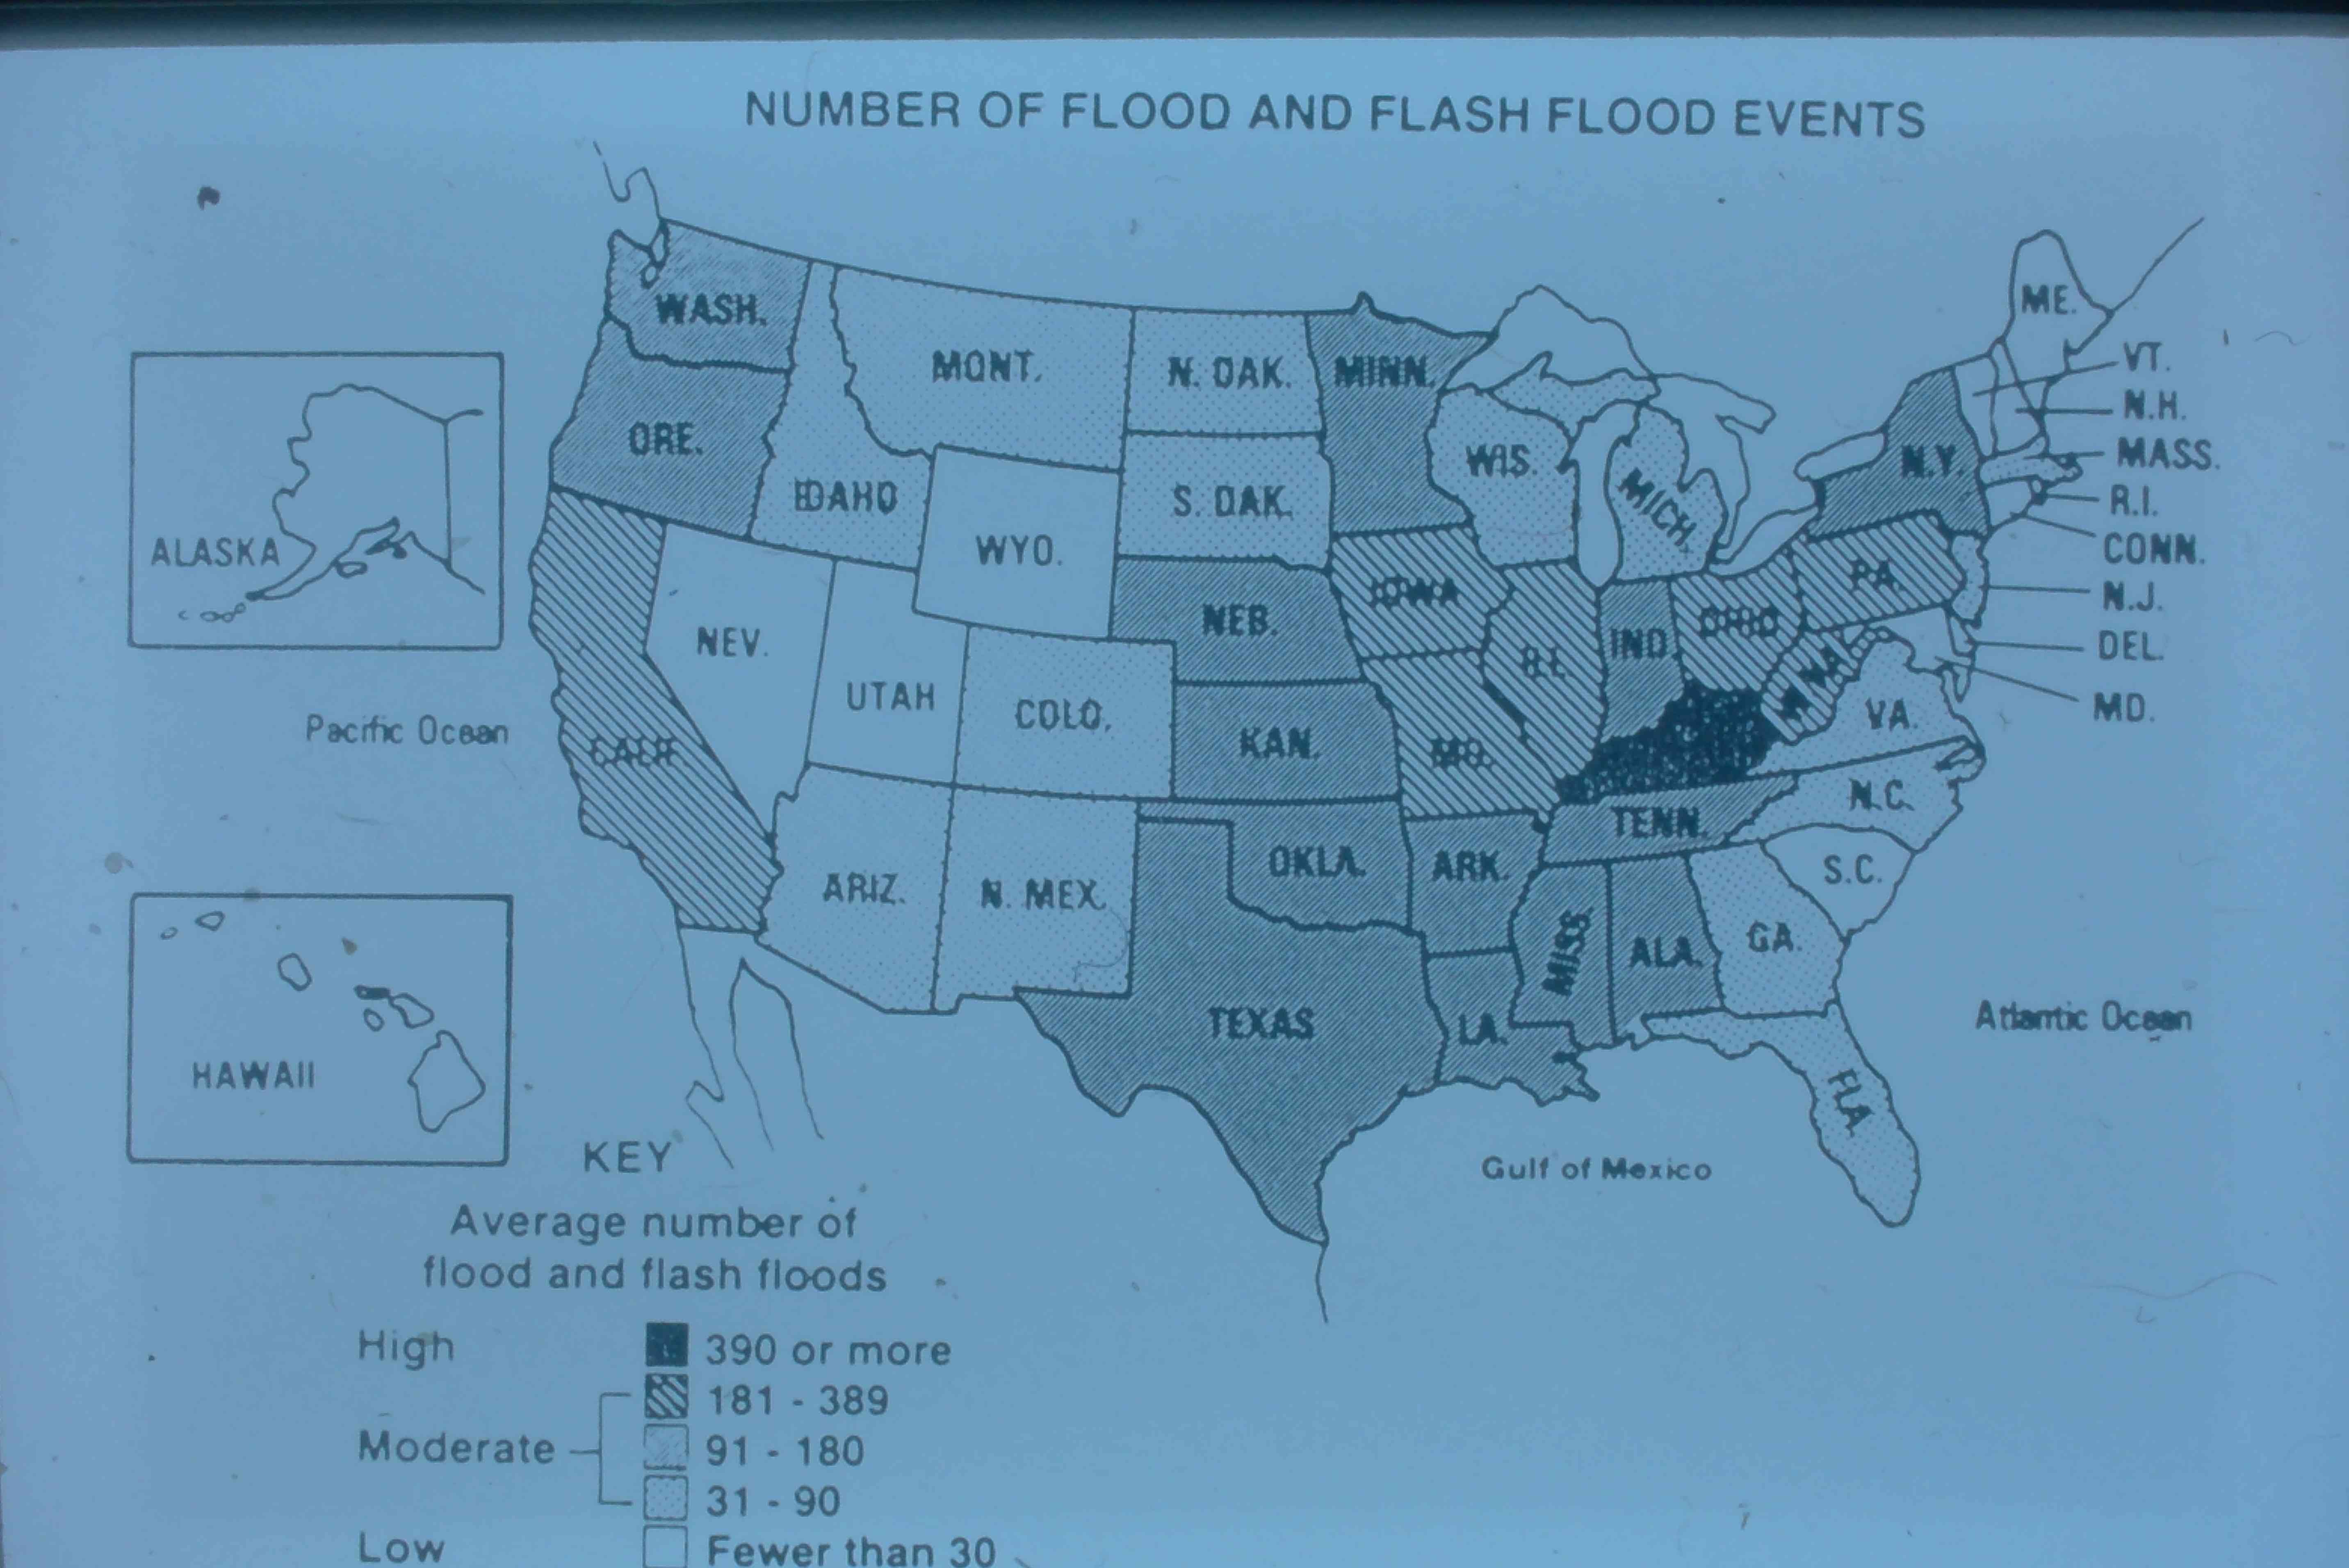 NUMBER OF FLOOD AND FLASH FLOOD EVENTS
WASH.
MONT.
N. DAK.
MINN.
ME.
VT.
N.H.
MASS.
R.I.
CONN.
N.J.
DEL.
MD.
ORE.
IDAHO
WYO.
S. DAK.
WIS.
MICH.
N.Y.
ALASKA
NEV.
UTAH
COLO.
NEB.
IOWA
ILL.
IND.
OHIO
PA.
W. VA.
VA.
Pacific Ocean
CALIF.
KAN.
MO.
TENN.
N.C.
S.C.
ARIZ.
N. MEX.
OKLA.
ARK.
MISS.
ALA.
GA.
TEXAS
LA.
FLA.
Atlantic Ocean
HAWAII
Gulf of Mexico
KEY
Average number of
flood and flash floods
High 390 or more
181 - 389
Moderate 91 - 180
31 - 90
Low Fewer than 30